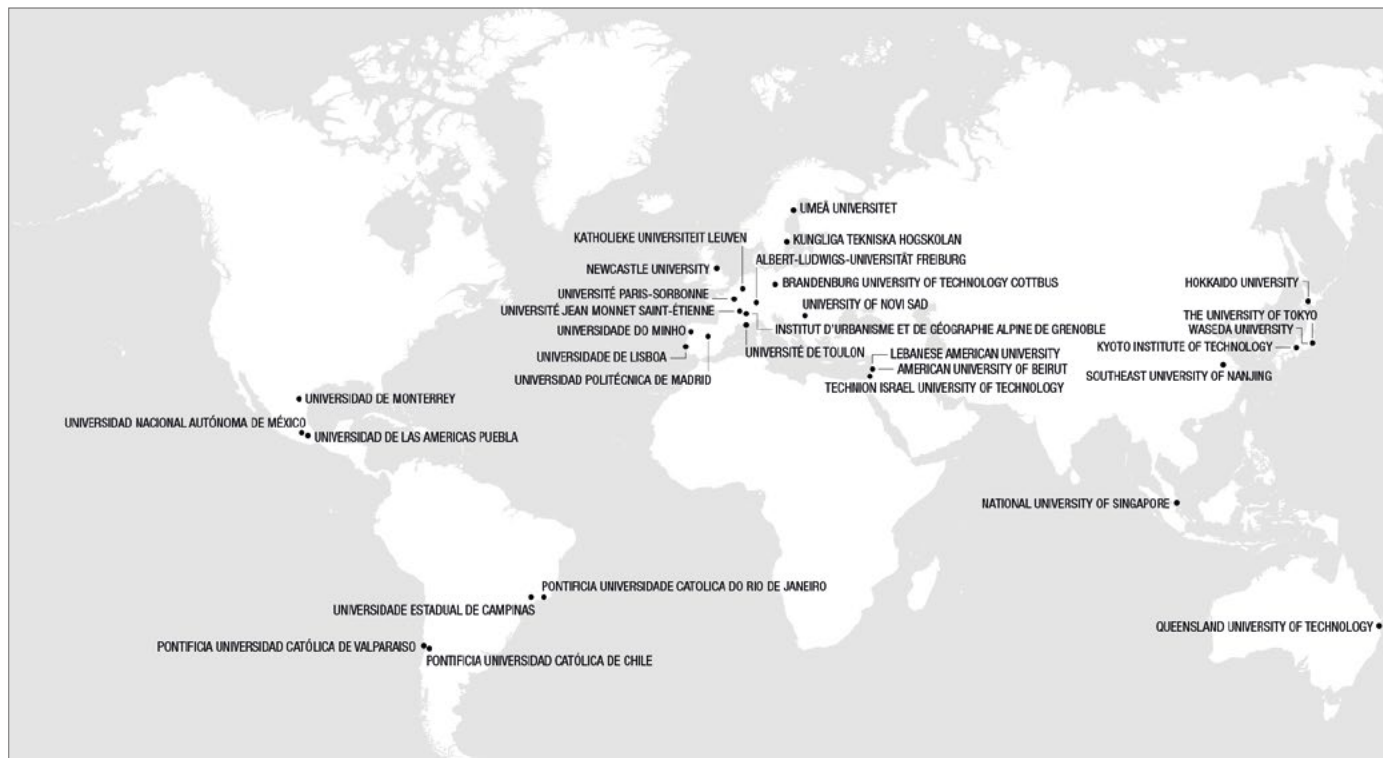 UMEÅ UNIVERSITET
KATHOLIEKE UNIVERSITEIT LEUVEN
KUNGLIGA TEKNISKA HOGSKOLAN
ALBERT-LUDWIGS-UNIVERSITÄT FREIBURG
NEWCASTLE UNIVERSITY
BRANDENBURG UNIVERSITY OF TECHNOLOGY COTTBUS
HOKKAIDO UNIVERSITY
UNIVERSITÉ PARIS-SORBONNE
UNIVERSITY OF NOVI SAD
UNIVERSITÉ JEAN MONNET SAINT-ÉTIENNE
THE UNIVERSITY OF TOKYO
UNIVERSIDADE DO MINHO
INSTITUT D'URBANISME ET DE GÉOGRAPHIE ALPINE DE GRENOBLE
WASEDA UNIVERSITY
KYOTO INSTITUTE OF TECHNOLOGY
UNIVERSIDADE DE LISBOA
UNIVERSITÉ DE TOULON
LEBANESE AMERICAN UNIVERSITY
AMERICAN UNIVERSITY OF BEIRUT
SOUTHEAST UNIVERSITY OF NANJING
UNIVERSIDAD POLITÉCNICA DE MADRID
TECHNION ISRAEL UNIVERSITY OF TECHNOLOGY
UNIVERSIDAD DE MONTERREY
UNIVERSIDAD NACIONAL AUTÓNOMA DE MÉXICO
UNIVERSIDAD DE LAS AMERICAS PUEBLA
NATIONAL UNIVERSITY OF SINGAPORE
PONTIFICIA UNIVERSIDADE CATOLICA DO RIO DE JANEIRO
UNIVERSIDADE ESTADUAL DE CAMPINAS
QUEENSLAND UNIVERSITY OF TECHNOLOGY
PONTIFICIA UNIVERSIDAD CATÓLICA DE VALPARAISO
PONTIFICIA UNIVERSIDAD CATÓLICA DE CHILE